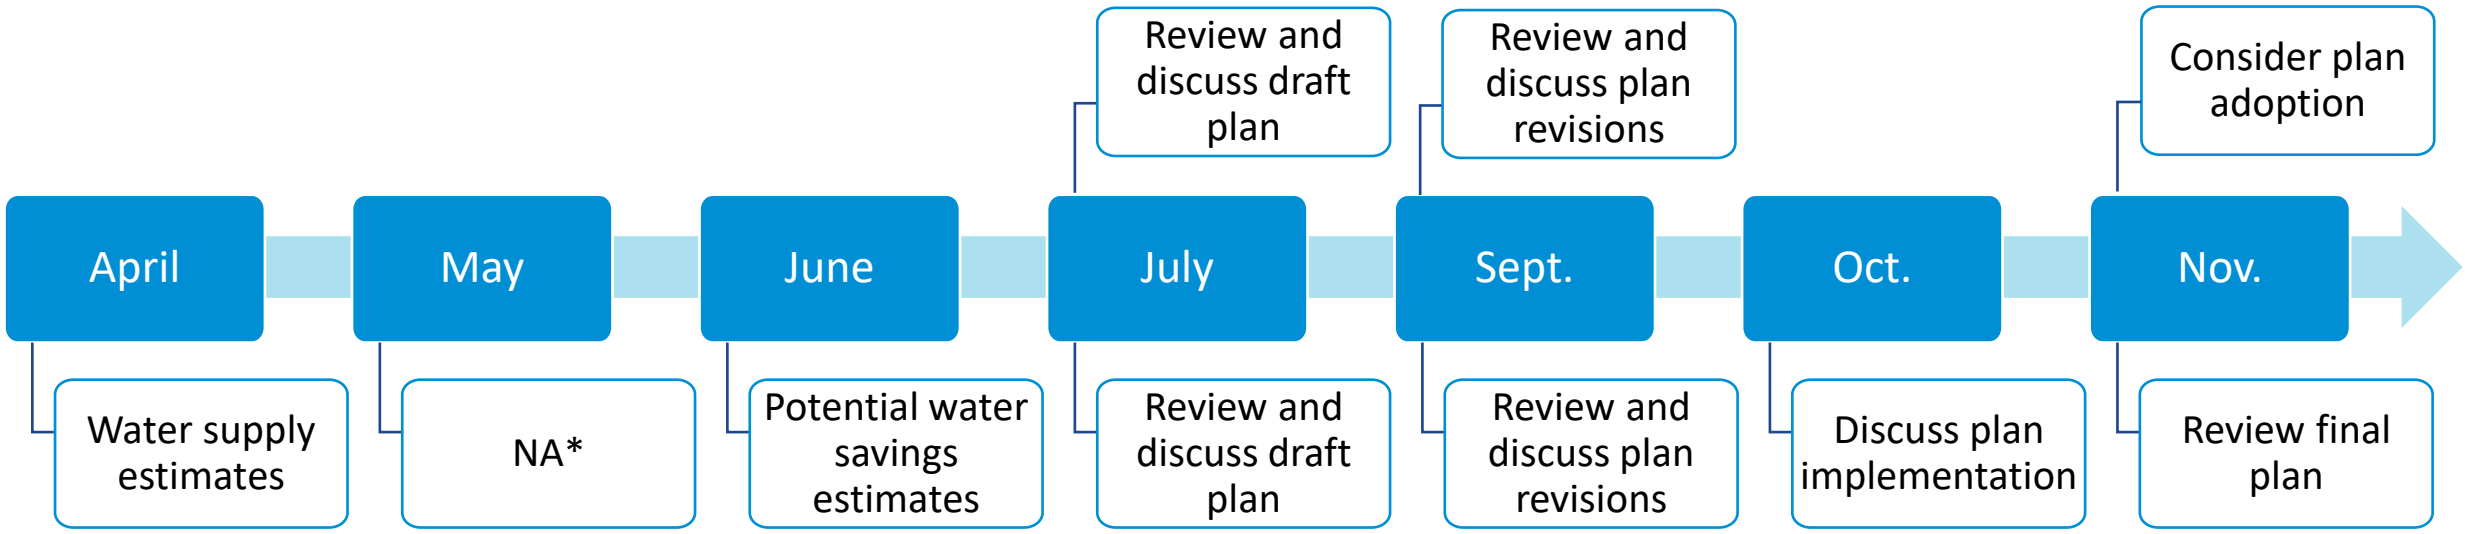 Review and
discuss draft
plan
Review and
discuss plan
revisions
Consider plan
adoption
April
May
June
July
Sept.
Oct.
Nov.
Water supply
estimates
NA*
Potential water
savings
estimates
Review and
discuss draft
plan
Review and
discuss plan
revisions
Discuss plan
implementation
Review final
plan